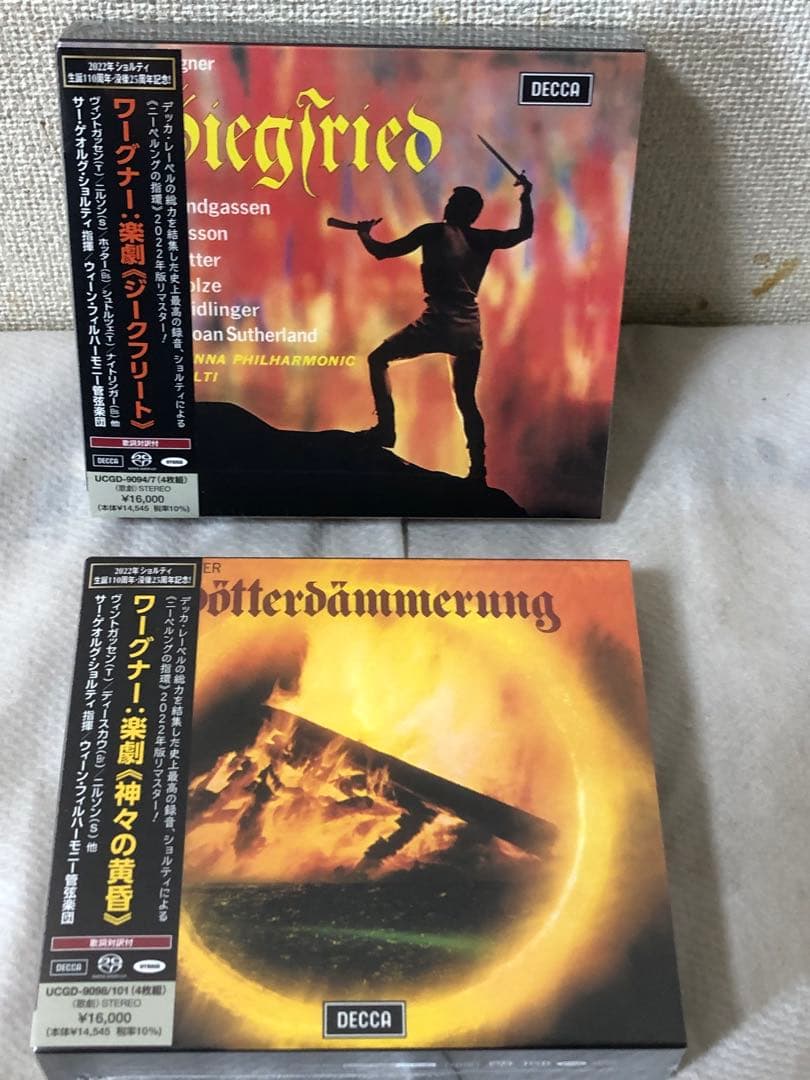 2022年 ショルティ
生誕110周年・没後25周年記念!
デッカ・レーベルの総力を結集した史上最高の録音、ショルティによる
《ニーベルングの指環》2022年版リマスター!
ワーグナー:楽劇《ジークフリート》
ヴィントガッセン(T)/ニルソン(S)/ホッター(Bs)/シュトルツェ(T)/ナイトリンガー(Bs) 他
サー・ゲオルグ・ショルティ 指揮/ウィーン・フィルハーモニー管弦楽団
歌詞対訳付
DECCA
UCGD-9094/7 (4枚組)
(歌劇) STEREO
¥16,000
(本体¥14,545 税率10%)
gner
DECCA
Siegfried
ndgassen
sson
tter
olze
idlinger
oan Sutherland
NNA PHILHARMONIC
LTI
2022年 ショルティ
生誕110周年・没後25周年記念!
デッカ・レーベルの総力を結集した史上最高の録音、ショルティによる
《ニーベルングの指環》2022年版リマスター!
ワーグナー:楽劇《神々の黄昏》
ヴィントガッセン(T)/ディースカウ(Br)/ニルソン(S) 他
サー・ゲオルグ・ショルティ 指揮/ウィーン・フィルハーモニー管弦楽団
歌詞対訳付
DECCA
UCGD-9098/101 (4枚組)
(歌劇) STEREO
¥16,000
(本体¥14,545 税率10%)
ER
ötterdämmerung
DECCA